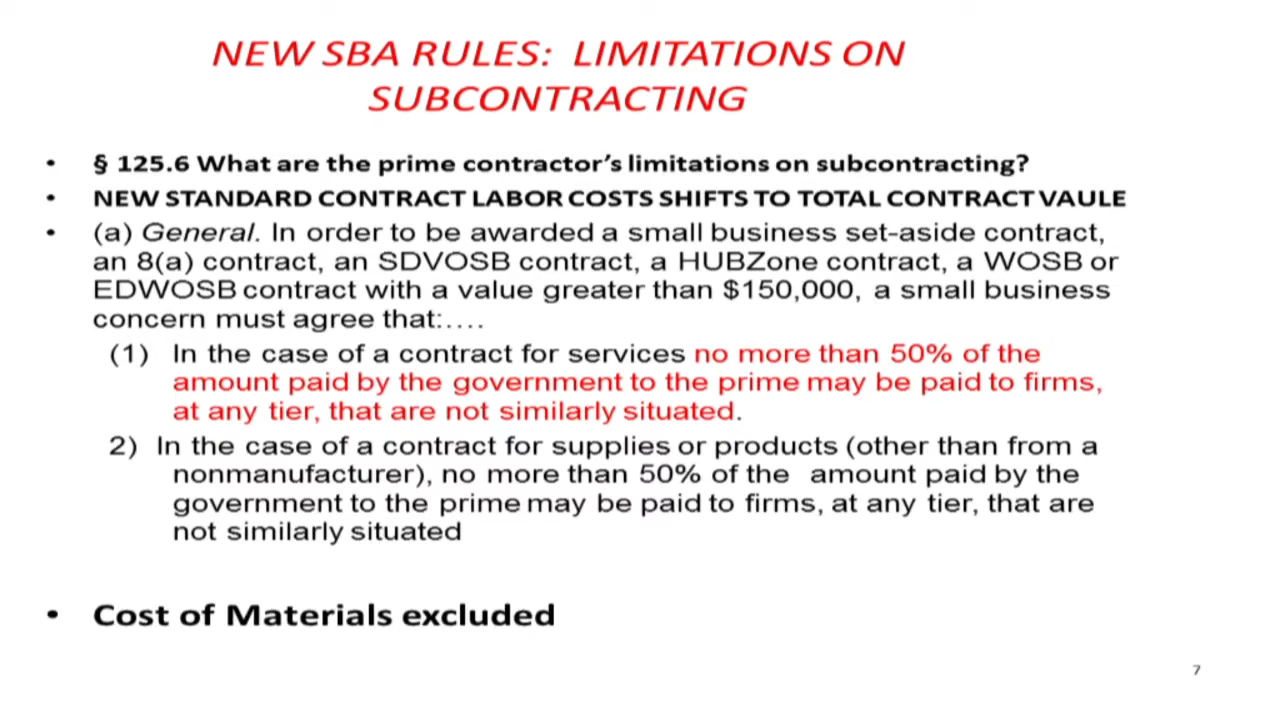 NEW SBA RULES: LIMITATIONS ON
SUBCONTRACTING
• § 125.6 What are the prime contractor's limitations on subcontracting?
• NEW STANDARD CONTRACT LABOR COSTS SHIFTS TO TOTAL CONTRACT VAULE
• (a) General. In order to be awarded a small business set-aside contract,
an 8(a) contract, an SDVOSB contract, a HUBZone contract, a WOSB or
EDWOSB contract with a value greater than $150,000, a small business
concern must agree that:….
(1) In the case of a contract for services no more than 50% of the
amount paid by the government to the prime may be paid to firms,
at any tier, that are not similarly situated.
2) In the case of a contract for supplies or products (other than from a
nonmanufacturer), no more than 50% of the amount paid by the
government to the prime may be paid to firms, at any tier, that are
not similarly situated
• Cost of Materials excluded
7